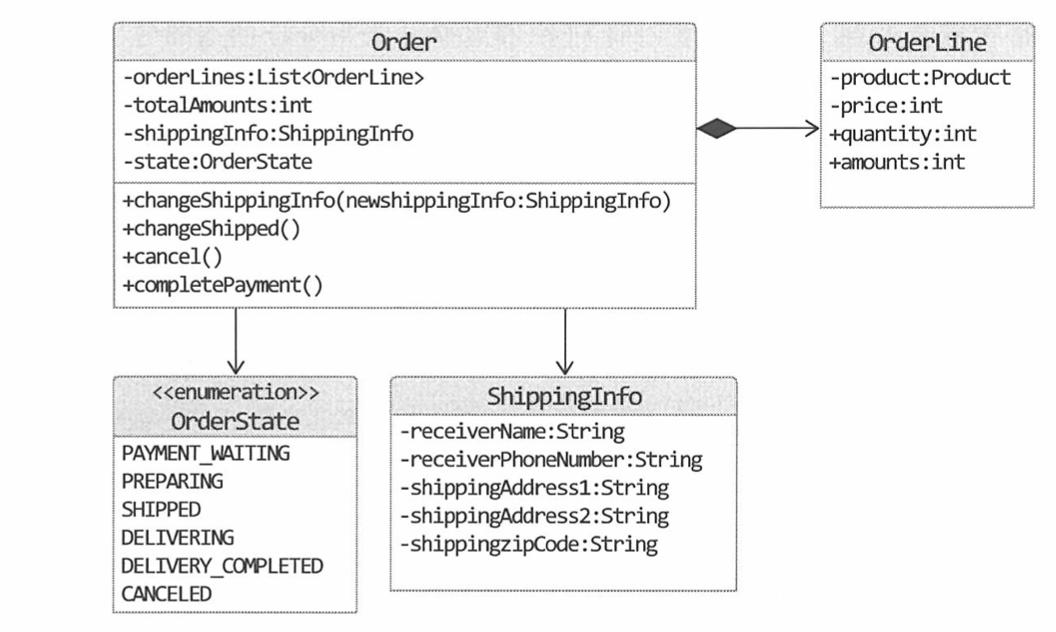 Order
-orderLines:List<OrderLine>
-totalAmounts:int
-shippingInfo:ShippingInfo
-state:OrderState
+changeShippingInfo(newshippingInfo:ShippingInfo)
+changeShipped()
+cancel()
+completePayment()
OrderLine
-product:Product
-price:int
+quantity:int
+amounts:int
<<enumeration>>
OrderState
PAYMENT_WAITING
PREPARING
SHIPPED
DELIVERING
DELIVERY_COMPLETED
CANCELED
ShippingInfo
-receiverName:String
-receiverPhoneNumber:String
-shippingAddress1:String
-shippingAddress2:String
-shippingzipCode:String